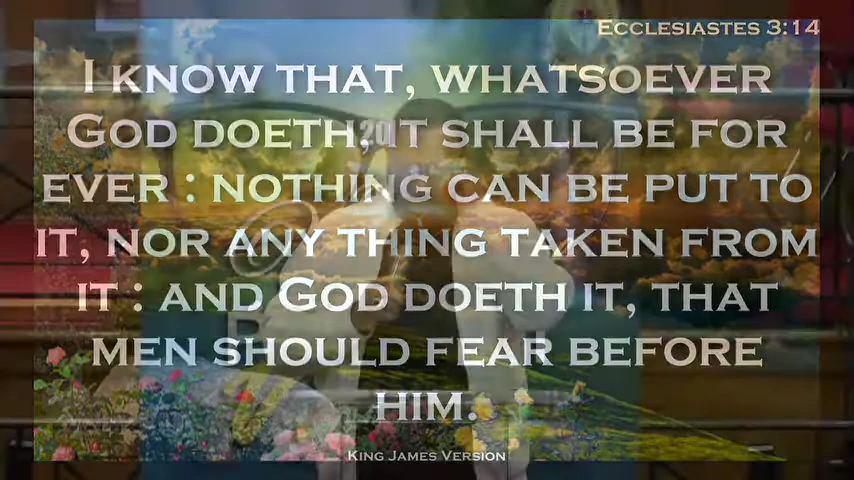 Ecclesiastes 3:14
I know that, whatsoever
God doeth, it shall be for
ever : nothing can be put to
it, nor any thing taken from
it : and God doeth it, that
men should fear before
him.
King James Version